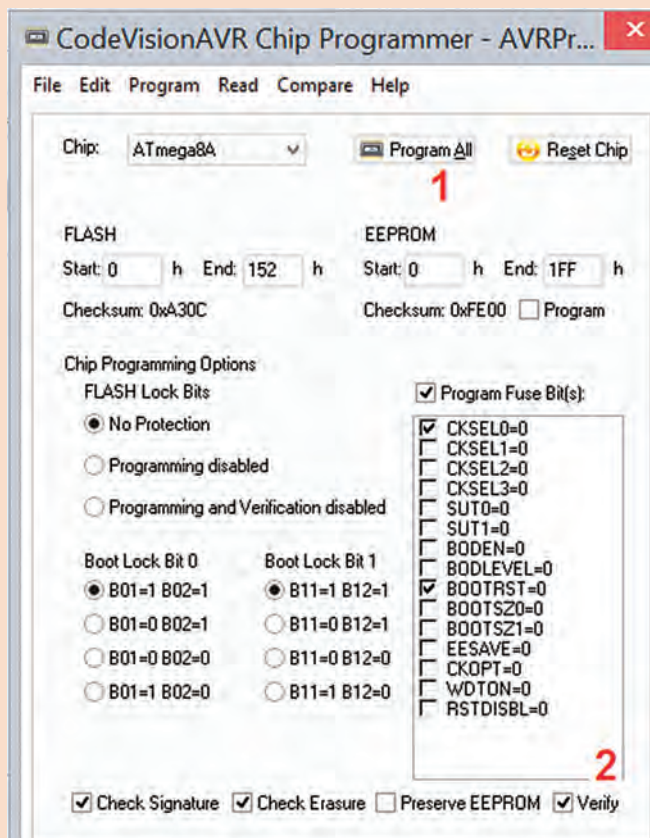 CodeVisionAVR Chip Programmer - AVRPr...
File Edit Program Read Compare Help
Chip: ATmega8A Program All Reset Chip
1
FLASH EEPROM
Start: 0 h End: 152 h Start: 0 h End: 1FF h
Checksum: 0xA30C Checksum: 0xFE00 Program
Chip Programming Options
FLASH Lock Bits
No Protection
Programming disabled
Programming and Verification disabled
Boot Lock Bit 0
B01=1 B02=1
B01=0 B02=1
B01=0 B02=0
B01=1 B02=0
Boot Lock Bit 1
B11=1 B12=1
B11=0 B12=1
B11=0 B12=0
B11=1 B12=0
Program Fuse Bit(s):
CKSEL0=0
CKSEL1=0
CKSEL2=0
CKSEL3=0
SUT0=0
SUT1=0
BODEN=0
BODLEVEL=0
BOOTRST=0
BOOTSZ0=0
BOOTSZ1=0
EESAVE=0
CKOPT=0
WDTON=0
RSTDISBL=0
2
Check Signature Check Erasure Preserve EEPROM Verify